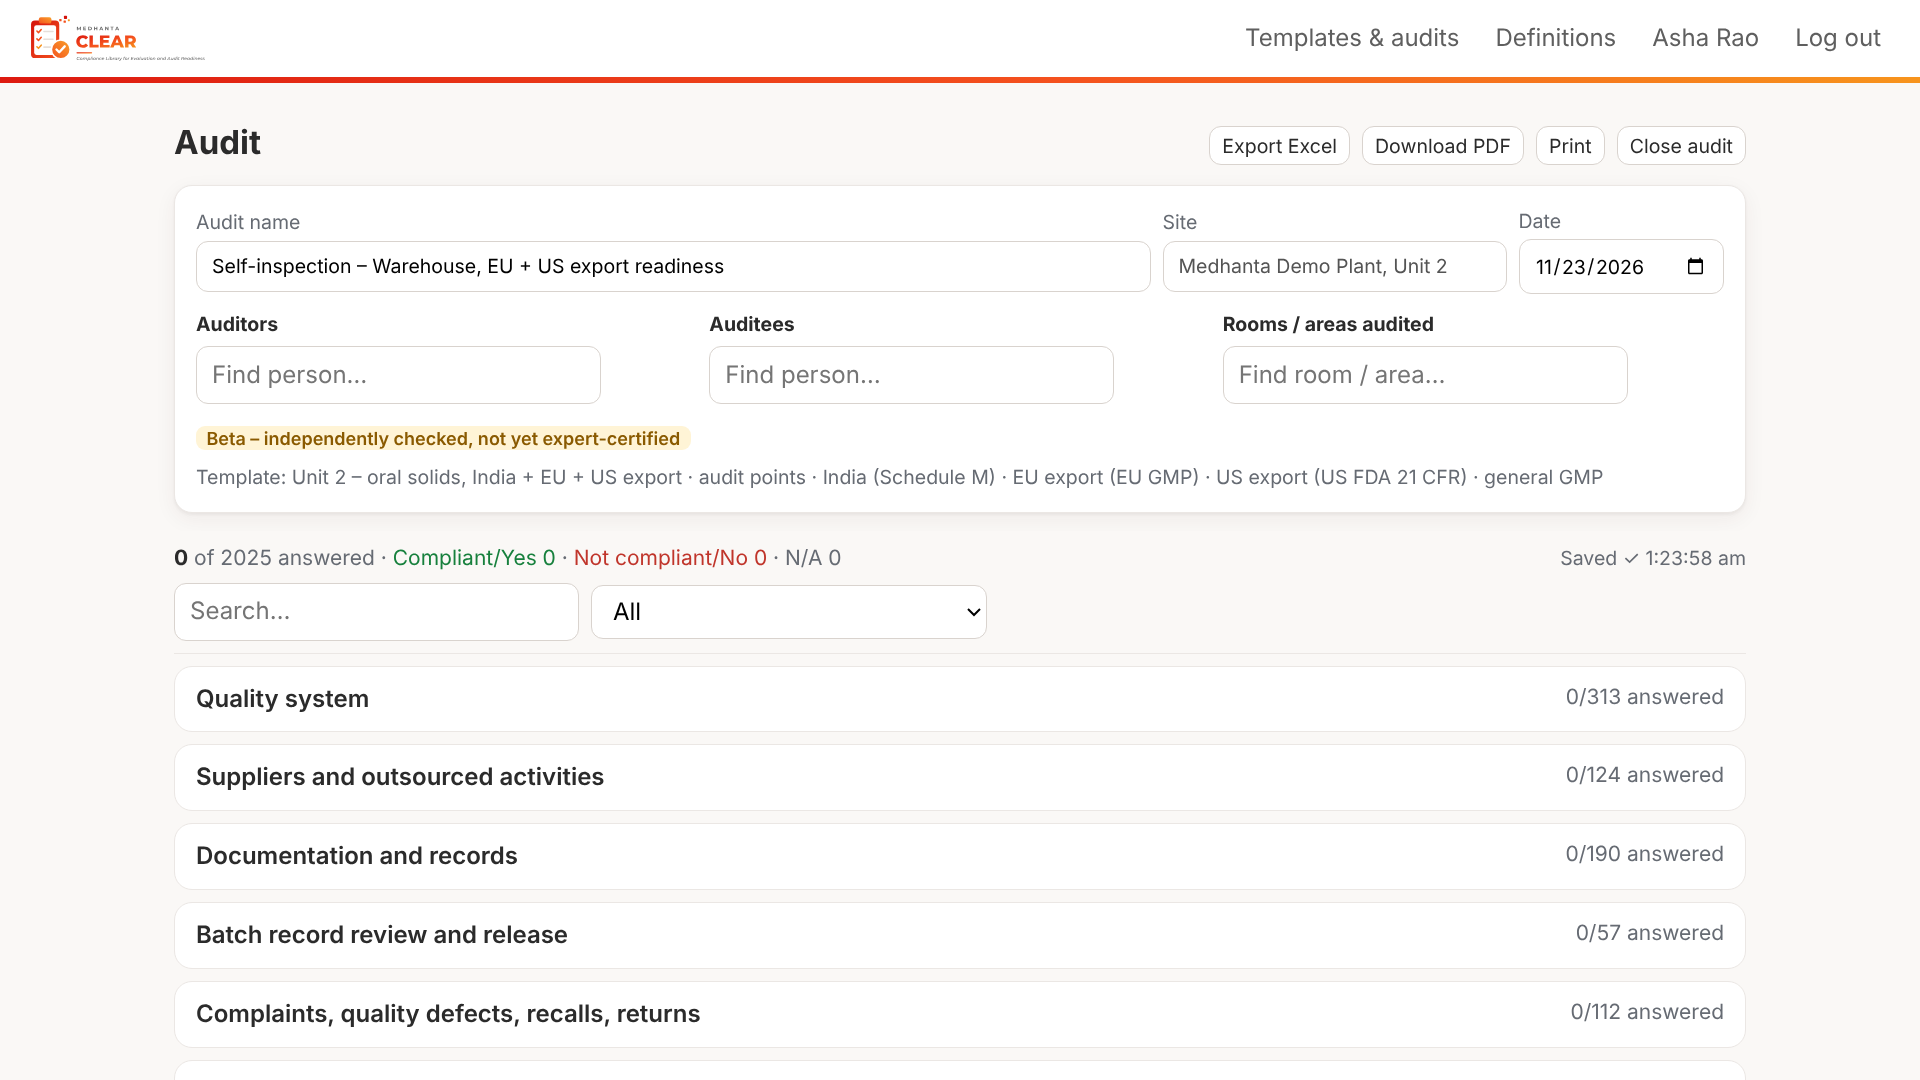 MEDHANTA
CLEAR
Compliance Library for Evaluation and Audit Readiness
Templates & audits
Definitions
Asha Rao
Log out
Audit
Export Excel
Download PDF
Print
Close audit
Audit name
Site
Date
Self-inspection – Warehouse, EU + US export readiness
Medhanta Demo Plant, Unit 2
11/23/2026
Auditors
Auditees
Rooms / areas audited
Find person...
Find person...
Find room / area...
Beta – independently checked, not yet expert-certified
Template: Unit 2 – oral solids, India + EU + US export · audit points · India (Schedule M) · EU export (EU GMP) · US export (US FDA 21 CFR) · general GMP
0 of 2025 answered · Compliant/Yes 0 · Not compliant/No 0 · N/A 0
Saved ✓ 1:23:58 am
Search...
All
Quality system
0/313 answered
Suppliers and outsourced activities
0/124 answered
Documentation and records
0/190 answered
Batch record review and release
0/57 answered
Complaints, quality defects, recalls, returns
0/112 answered